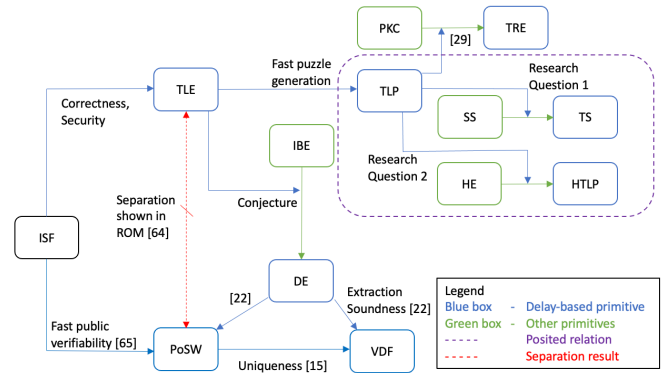 PKC
TRE
[29]
TLE
Fast puzzle
generation
TLP
Research
Question 1
Correctness,
Security
SS
TS
IBE
Research
Question 2
HE
HTLP
Separation
shown in
ROM [64]
Conjecture
ISF
DE
[22]
Extraction
Soundness [22]
Fast public
verifiability [65]
PoSW
Uniqueness [15]
VDF
Legend
Blue box - Delay-based primitive
Green box - Other primitives
- - - - - Posited relation
- - - - - Separation result